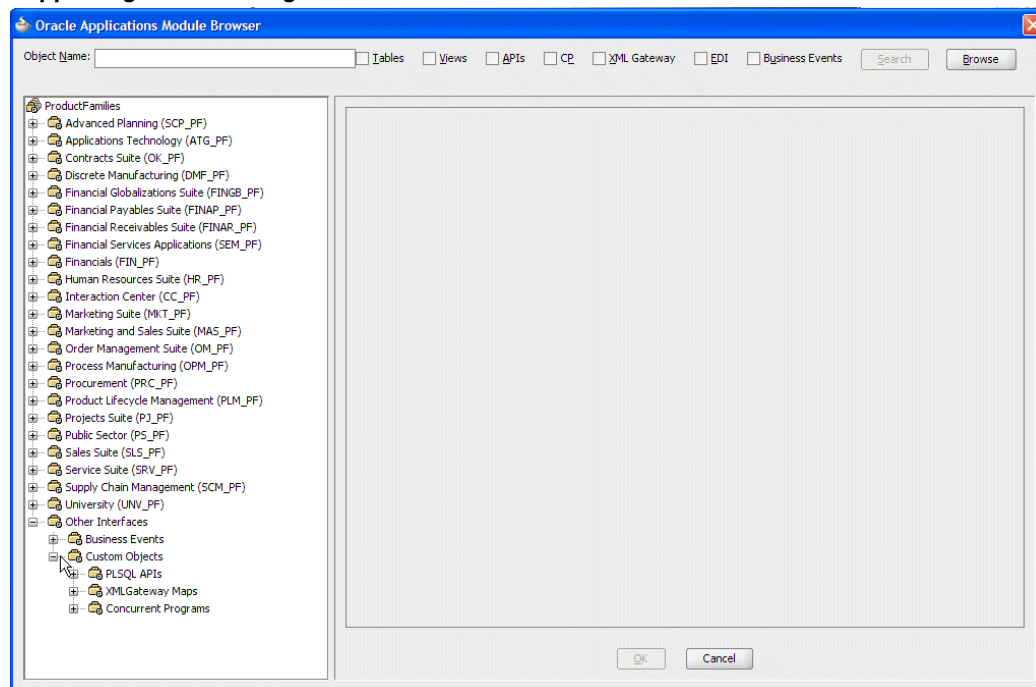 Oracle Applications Module Browser
Object Name: Tables Views APIs CP XML Gateway EDI Business Events Search Browse
ProductFamilies
Advanced Planning (SCP_PF)
Applications Technology (ATG_PF)
Contracts Suite (OK_PF)
Discrete Manufacturing (DMF_PF)
Financial Globalizations Suite (FINGB_PF)
Financial Payables Suite (FINAP_PF)
Financial Receivables Suite (FINAR_PF)
Financial Services Applications (SEM_PF)
Financials (FIN_PF)
Human Resources Suite (HR_PF)
Interaction Center (CC_PF)
Marketing Suite (MKT_PF)
Marketing and Sales Suite (MAS_PF)
Order Management Suite (OM_PF)
Process Manufacturing (OPM_PF)
Procurement (PRC_PF)
Product Lifecycle Management (PLM_PF)
Projects Suite (PJ_PF)
Public Sector (PS_PF)
Sales Suite (SLS_PF)
Service Suite (SRV_PF)
Supply Chain Management (SCM_PF)
University (UNV_PF)
Other Interfaces
Business Events
Custom Objects
PLSQL APIs
XMLGateway Maps
Concurrent Programs
OK Cancel